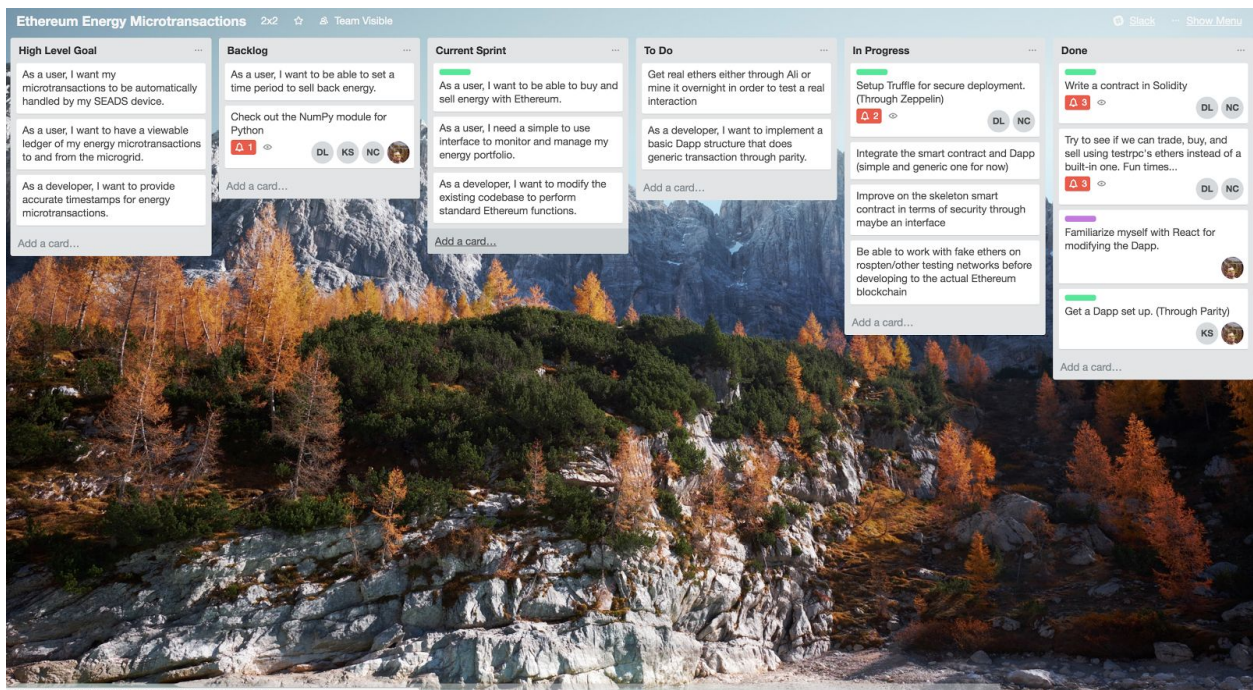 Ethereum Energy Microtransactions 2x2 Team Visible Slack Show Menu
High Level Goal
As a user, I want my
microtransactions to be automatically
handled by my SEADS device.
As a user, I want to have a viewable
ledger of my energy microtransactions
to and from the microgrid.
As a developer, I want to provide
accurate timestamps for energy
microtransactions.
Add a card...
Backlog
As a user, I want to be able to set a
time period to sell back energy.
Check out the NumPy module for
Python
1
DL KS NC
Add a card...
Current Sprint
As a user, I want to be able to buy and
sell energy with Ethereum.
As a user, I need a simple to use
interface to monitor and manage my
energy portfolio.
As a developer, I want to modify the
existing codebase to perform
standard Ethereum functions.
Add a card...
To Do
Get real ethers either through Ali or
mine it overnight in order to test a real
interaction
As a developer, I want to implement a
basic Dapp structure that does
generic transaction through parity.
Add a card...
In Progress
Setup Truffle for secure deployment.
(Through Zeppelin)
2
DL NC
Integrate the smart contract and Dapp
(simple and generic one for now)
Improve on the skeleton smart
contract in terms of security through
maybe an interface
Be able to work with fake ethers on
rospten/other testing networks before
developing to the actual Ethereum
blockchain
Add a card...
Done
Write a contract in Solidity
3
DL NC
Try to see if we can trade, buy, and
sell using testrpc's ethers instead of a
built-in one. Fun times...
3
DL NC
Familiarize myself with React for
modifying the Dapp.
Get a Dapp set up. (Through Parity)
KS
Add a card...